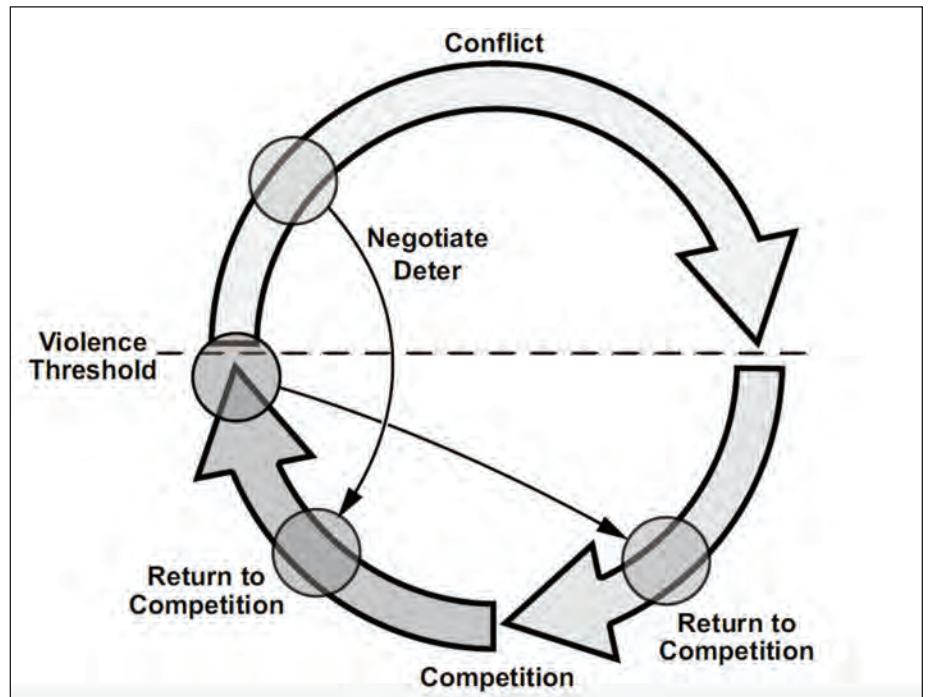 Conflict
Negotiate
Deter
Violence
Threshold
Return to
Competition
Return to
Competition
Competition